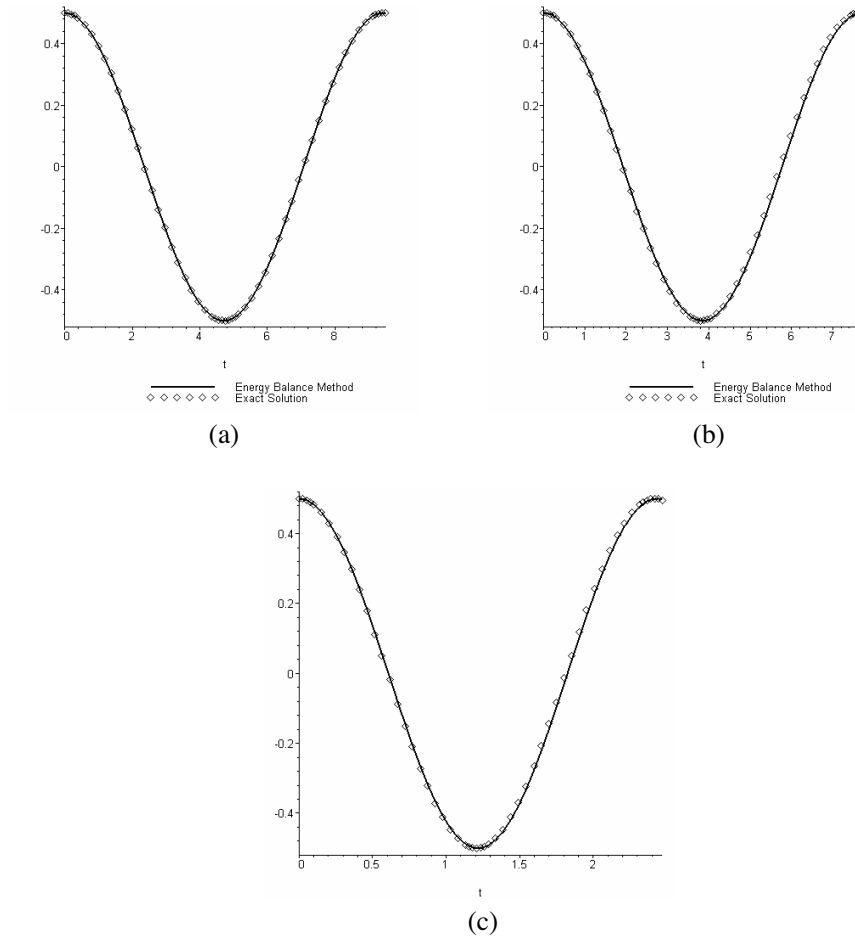 0.4
0.2
0
-0.2
-0.4
0 2 4 6 8
t
Energy Balance Method
Exact Solution
(a)
0.4
0.2
0
-0.2
-0.4
0 1 2 3 4 5 6 7
t
Energy Balance Method
Exact Solution
(b)
0.4
0.2
0
-0.2
-0.4
0 0.5 1 1.5 2
t
(c)